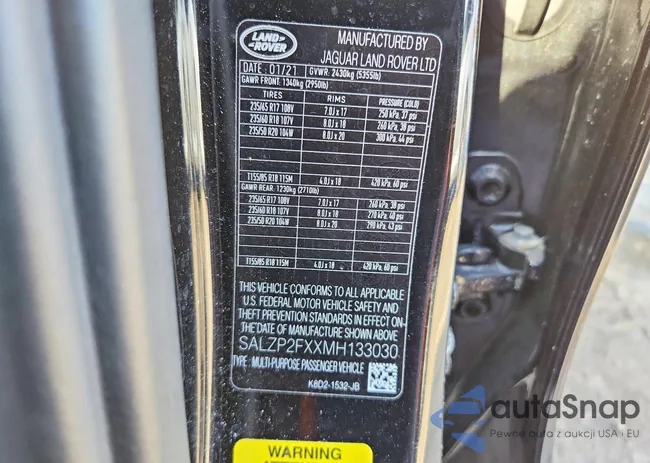 LAND-ROVER
MANUFACTURED BY
JAGUAR LAND ROVER LTD
DATE: 01/21 GVWR: 2430kg (5355lb)
GAWR FRONT: 1340kg (2950lb)
TIRES RIMS PRESSURE (COLD)
235/65 R17 108V 7.0J x 17 250 kPa, 37 psi
235/60 R18 107V 8.0J x 18 260 kPa, 38 psi
235/50 R20 104W 8.0J x 20 300 kPa, 44 psi
T155/85 R18 115M 4.0J x 18 420 kPa, 60 psi
GAWR REAR: 1230kg (2710lb)
235/65 R17 108V 7.0J x 17 260 kPa, 38 psi
235/60 R18 107V 8.0J x 18 270 kPa, 40 psi
235/50 R20 104W 8.0J x 20 290 kPa, 43 psi
T155/85 R18 115M 4.0J x 18 420 kPa, 60 psi
THIS VEHICLE CONFORMS TO ALL APPLICABLE
U.S. FEDERAL MOTOR VEHICLE SAFETY AND
THEFT PREVENTION STANDARDS IN EFFECT ON
THE DATE OF MANUFACTURE SHOWN ABOVE
SALZP2FXXMH133030
TYPE: MULTI-PURPOSE PASSENGER VEHICLE
K8D2-1532-JB
WARNING
autaSnap
Pewne auta z aukcji USA i EU